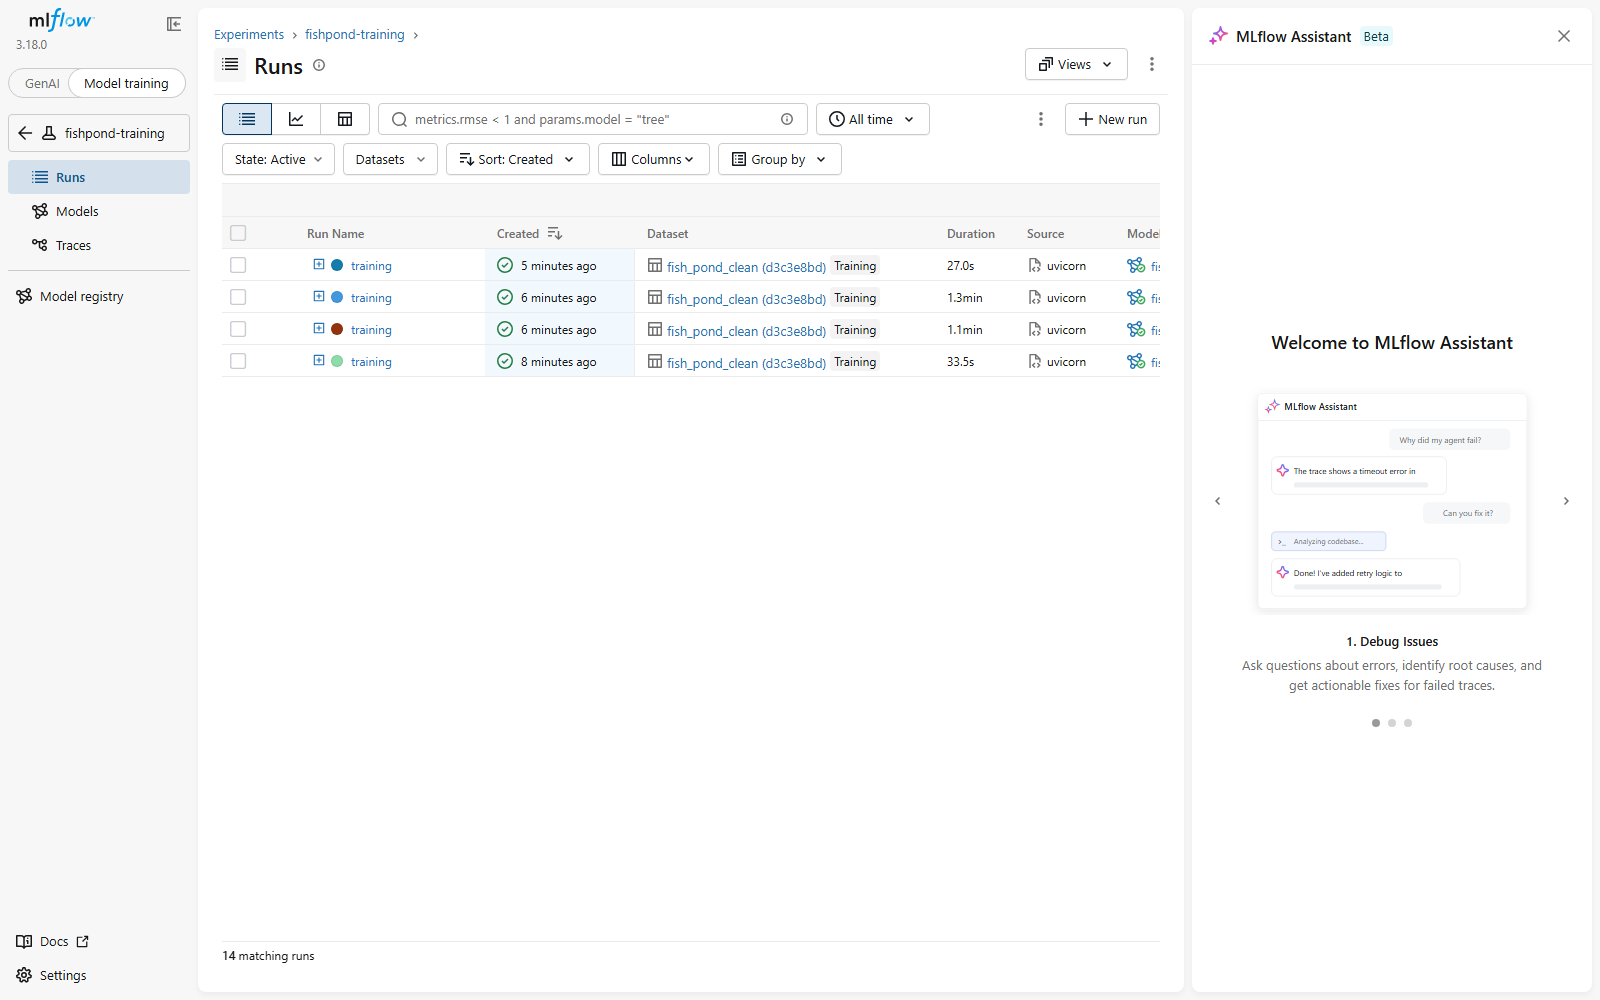 mlflow
3.18.0
GenAI
Model training
fishpond-training
Runs
Models
Traces
Model registry
Docs
Settings
Experiments > fishpond-training >
Runs
Views
metrics.rmse < 1 and params.model = "tree"
All time
New run
State: Active
Datasets
Sort: Created
Columns
Group by
Run Name Created Dataset Duration Source Model
training 5 minutes ago fish_pond_clean (d3c3e8bd) Training 27.0s uvicorn fi
training 6 minutes ago fish_pond_clean (d3c3e8bd) Training 1.3min uvicorn fi
training 6 minutes ago fish_pond_clean (d3c3e8bd) Training 1.1min uvicorn fi
training 8 minutes ago fish_pond_clean (d3c3e8bd) Training 33.5s uvicorn fi
14 matching runs
MLflow Assistant Beta
Welcome to MLflow Assistant
MLflow Assistant
Why did my agent fail?
The trace shows a timeout error in
Can you fix it?
>_ Analyzing codebase...
Done! I've added retry logic to
1. Debug Issues
Ask questions about errors, identify root causes, and
get actionable fixes for failed traces.